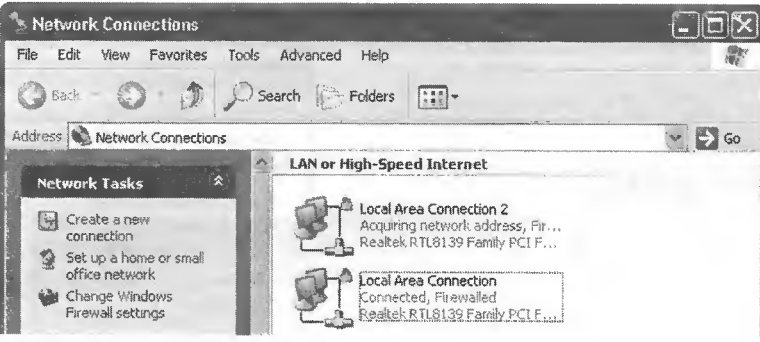 Network Connections
File Edit View Favorites Tools Advanced Help
Back Search Folders
Address Network Connections Go
LAN or High-Speed Internet
Network Tasks
Create a new
connection
Set up a home or small
office network
Change Windows
Firewall settings
Local Area Connection 2
Acquiring network address, Fir...
Realtek RTL8139 Family PCI F...
Local Area Connection
Connected, Firewalled
Realtek RTL8139 Family PCI F...